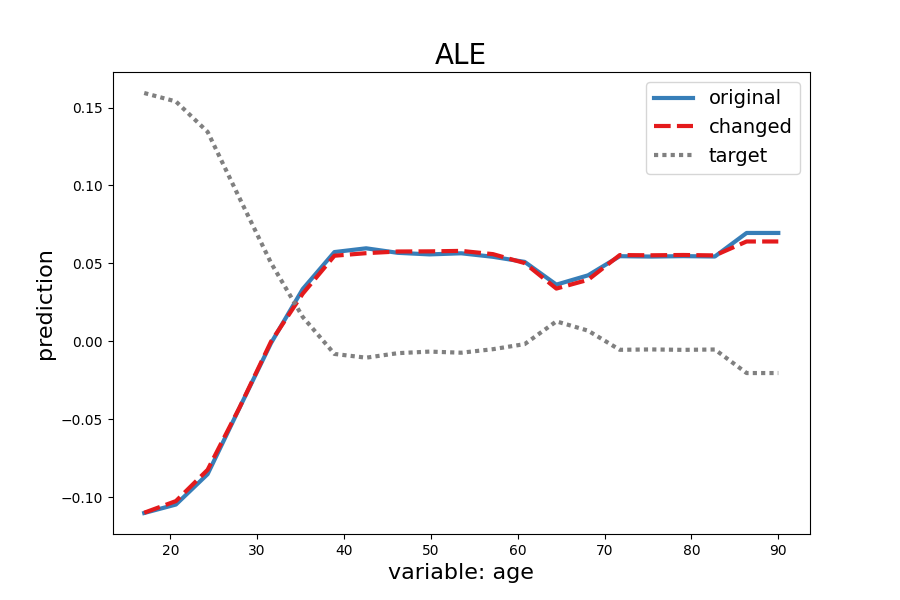 ALE
original
changed
target
prediction
0.15
0.10
0.05
0.00
−0.05
−0.10
20 30 40 50 60 70 80 90
variable: age